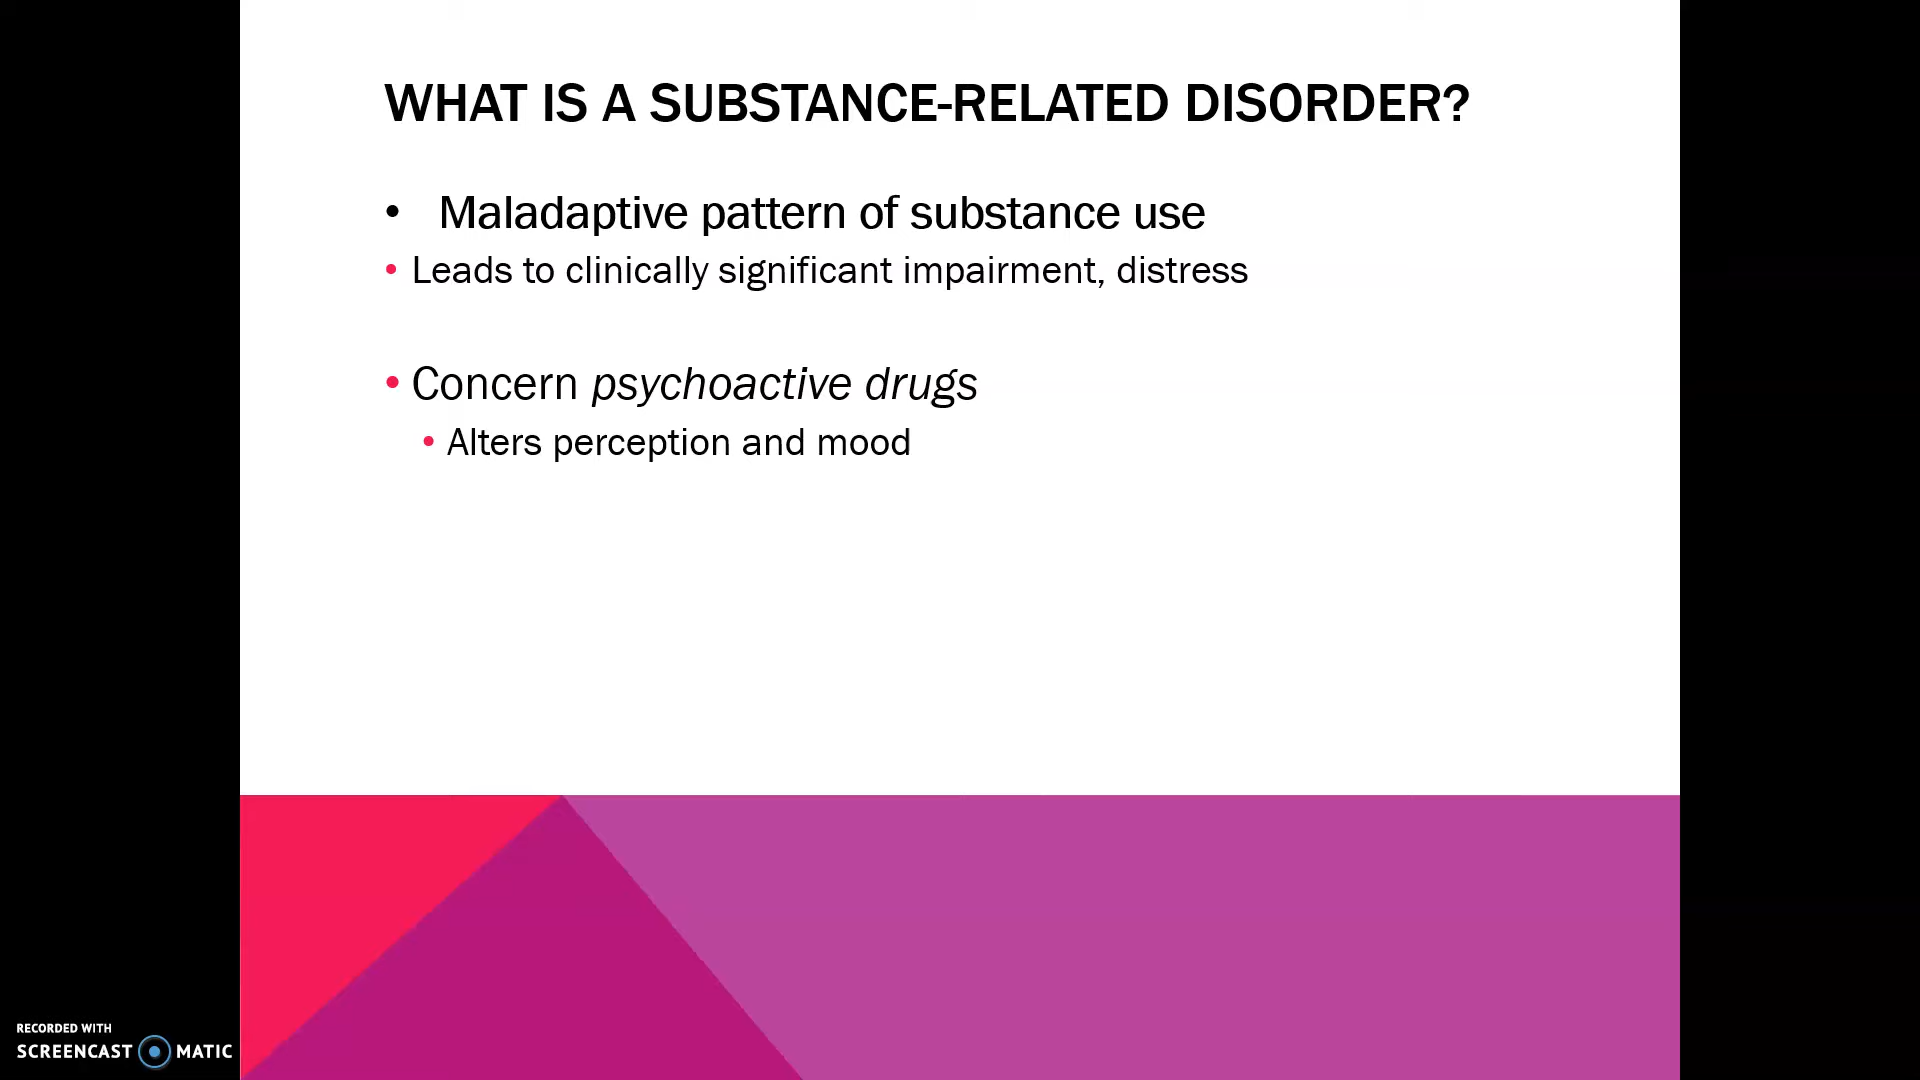 WHAT IS A SUBSTANCE-RELATED DISORDER?
• Maladaptive pattern of substance use
• Leads to clinically significant impairment, distress
• Concern psychoactive drugs
• Alters perception and mood
RECORDED WITH
SCREENCAST MATIC